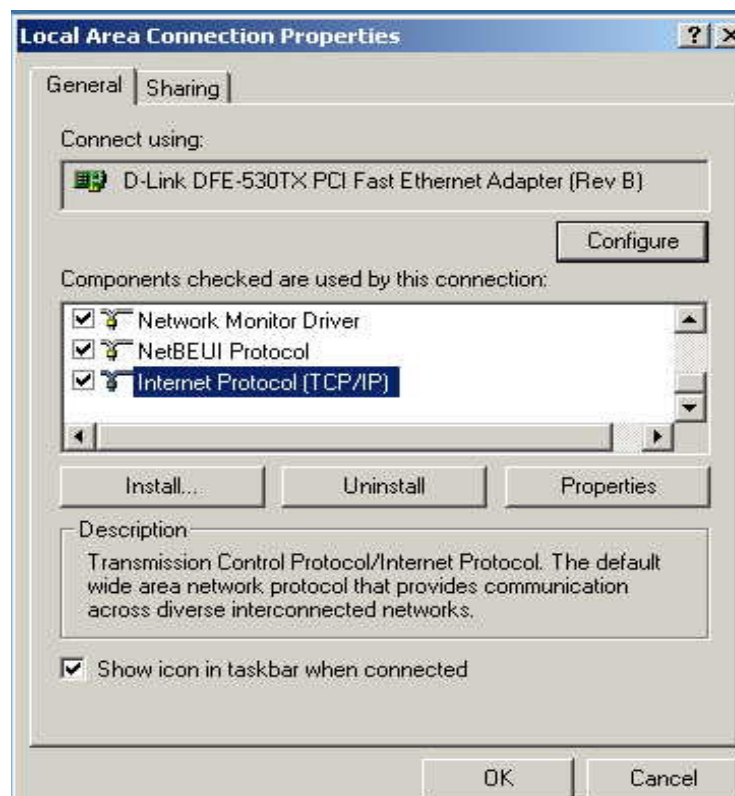 Local Area Connection Properties
General Sharing
Connect using:
D-Link DFE-530TX PCI Fast Ethernet Adapter (Rev B)
Configure
Components checked are used by this connection:
Network Monitor Driver
NetBEUI Protocol
Internet Protocol (TCP/IP)
Install... Uninstall Properties
Description
Transmission Control Protocol/Internet Protocol. The default
wide area network protocol that provides communication
across diverse interconnected networks.
Show icon in taskbar when connected
OK Cancel